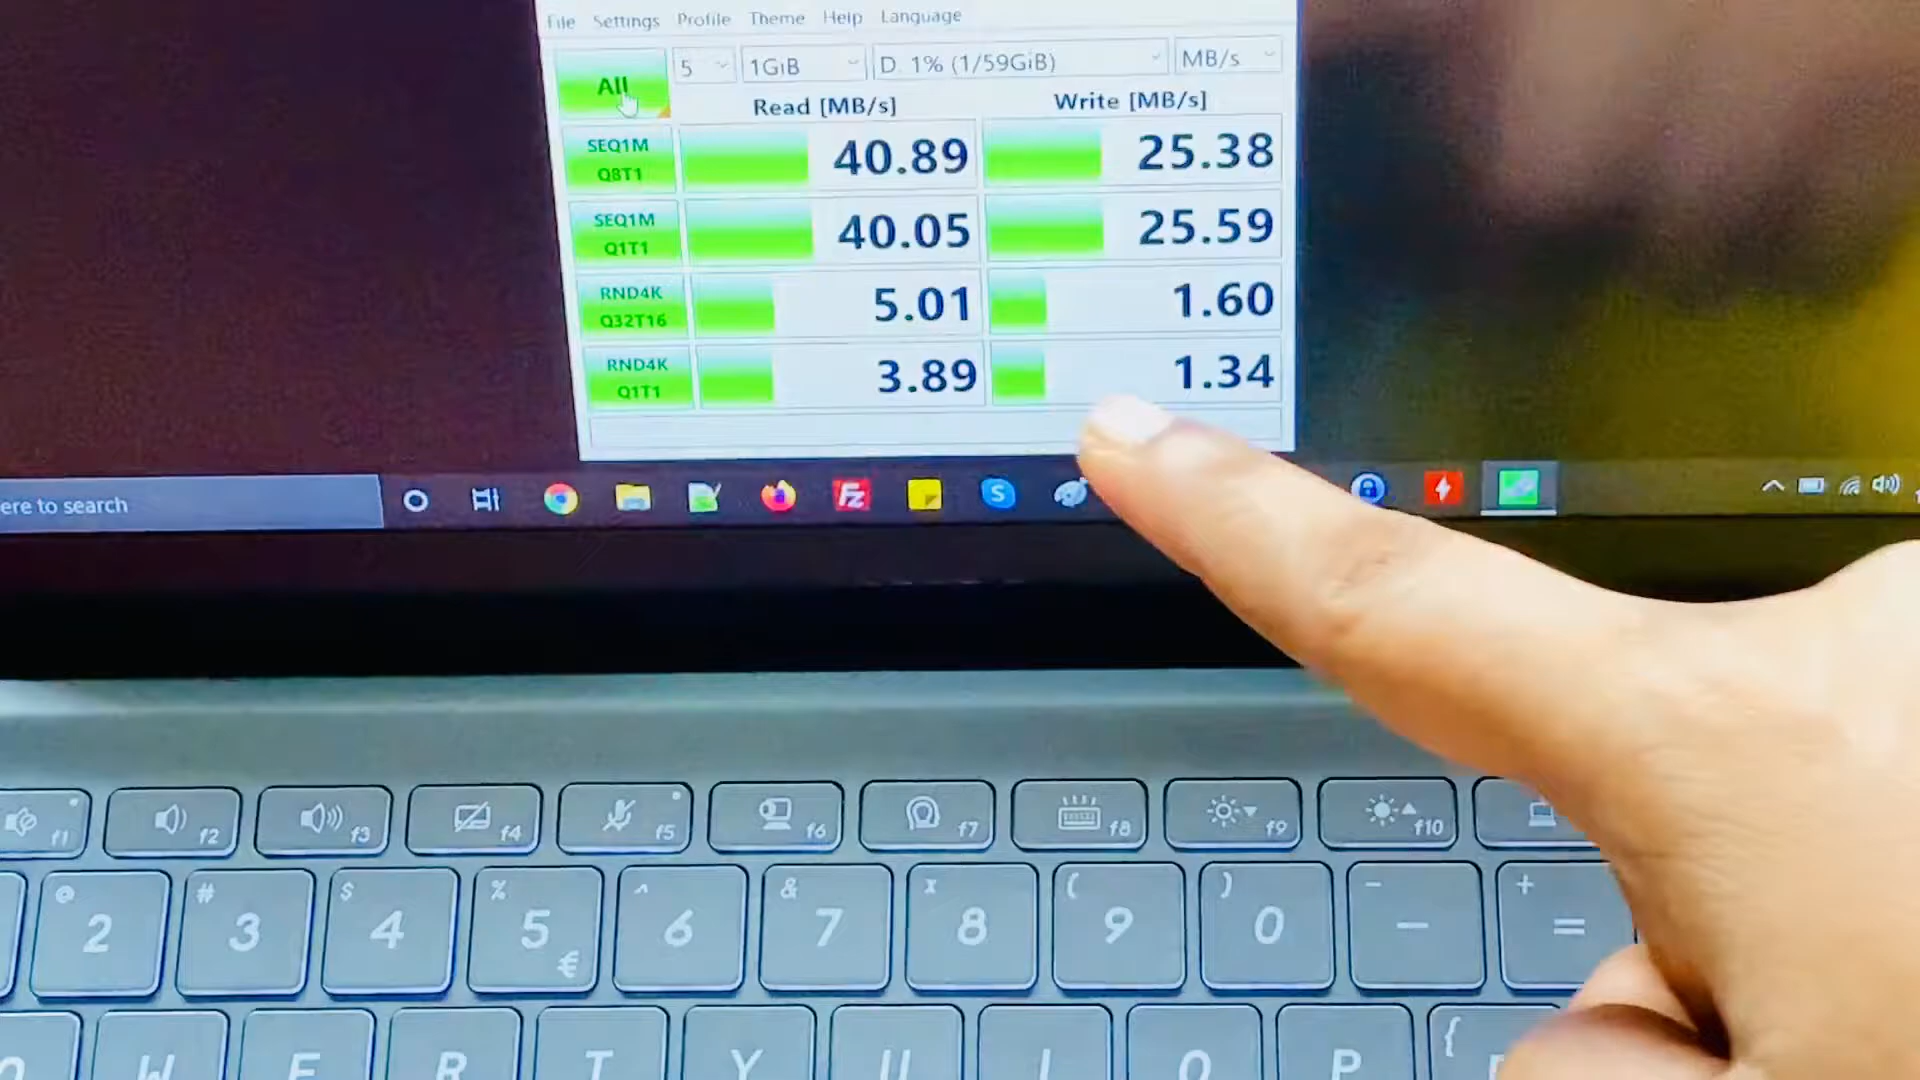 File Settings Profile Theme Help Language
All 5 1GiB D: 1% (1/59GiB) MB/s
Read [MB/s] Write [MB/s]
SEQ1M
Q8T1 40.89 25.38
SEQ1M
Q1T1 40.05 25.59
RND4K
Q32T16 5.01 1.60
RND4K
Q1T1 3.89 1.34
ere to search
Fz S
f1 f2 f3 f4 f5 f6 f7 f8 f9 f10
@ # $ % ^ & x ( ) – +
2 3 4 5 € 6 7 8 9 0 – =
W E R T Y U I O P {